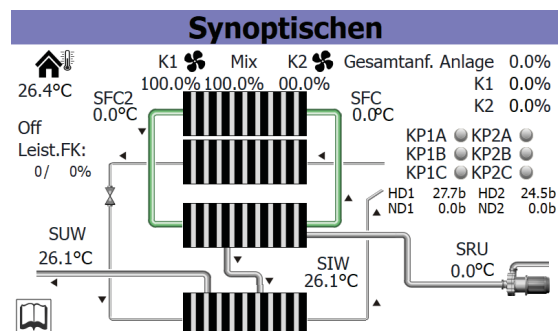 Synoptischen
K1 Mix K2 Gesamtanf. Anlage 0.0%
100.0% 100.0% 00.0% K1 0.0%
26.4°C K2 0.0%
SFC2 SFC
0.0°C 0.0°C
Off
Leist.FK:
0/ 0%
KP1A KP2A
KP1B KP2B
KP1C KP2C
HD1 27.7b HD2 24.5b
ND1 0.0b ND2 0.0b
SUW
26.1°C
SIW
26.1°C
SRU
0.0°C